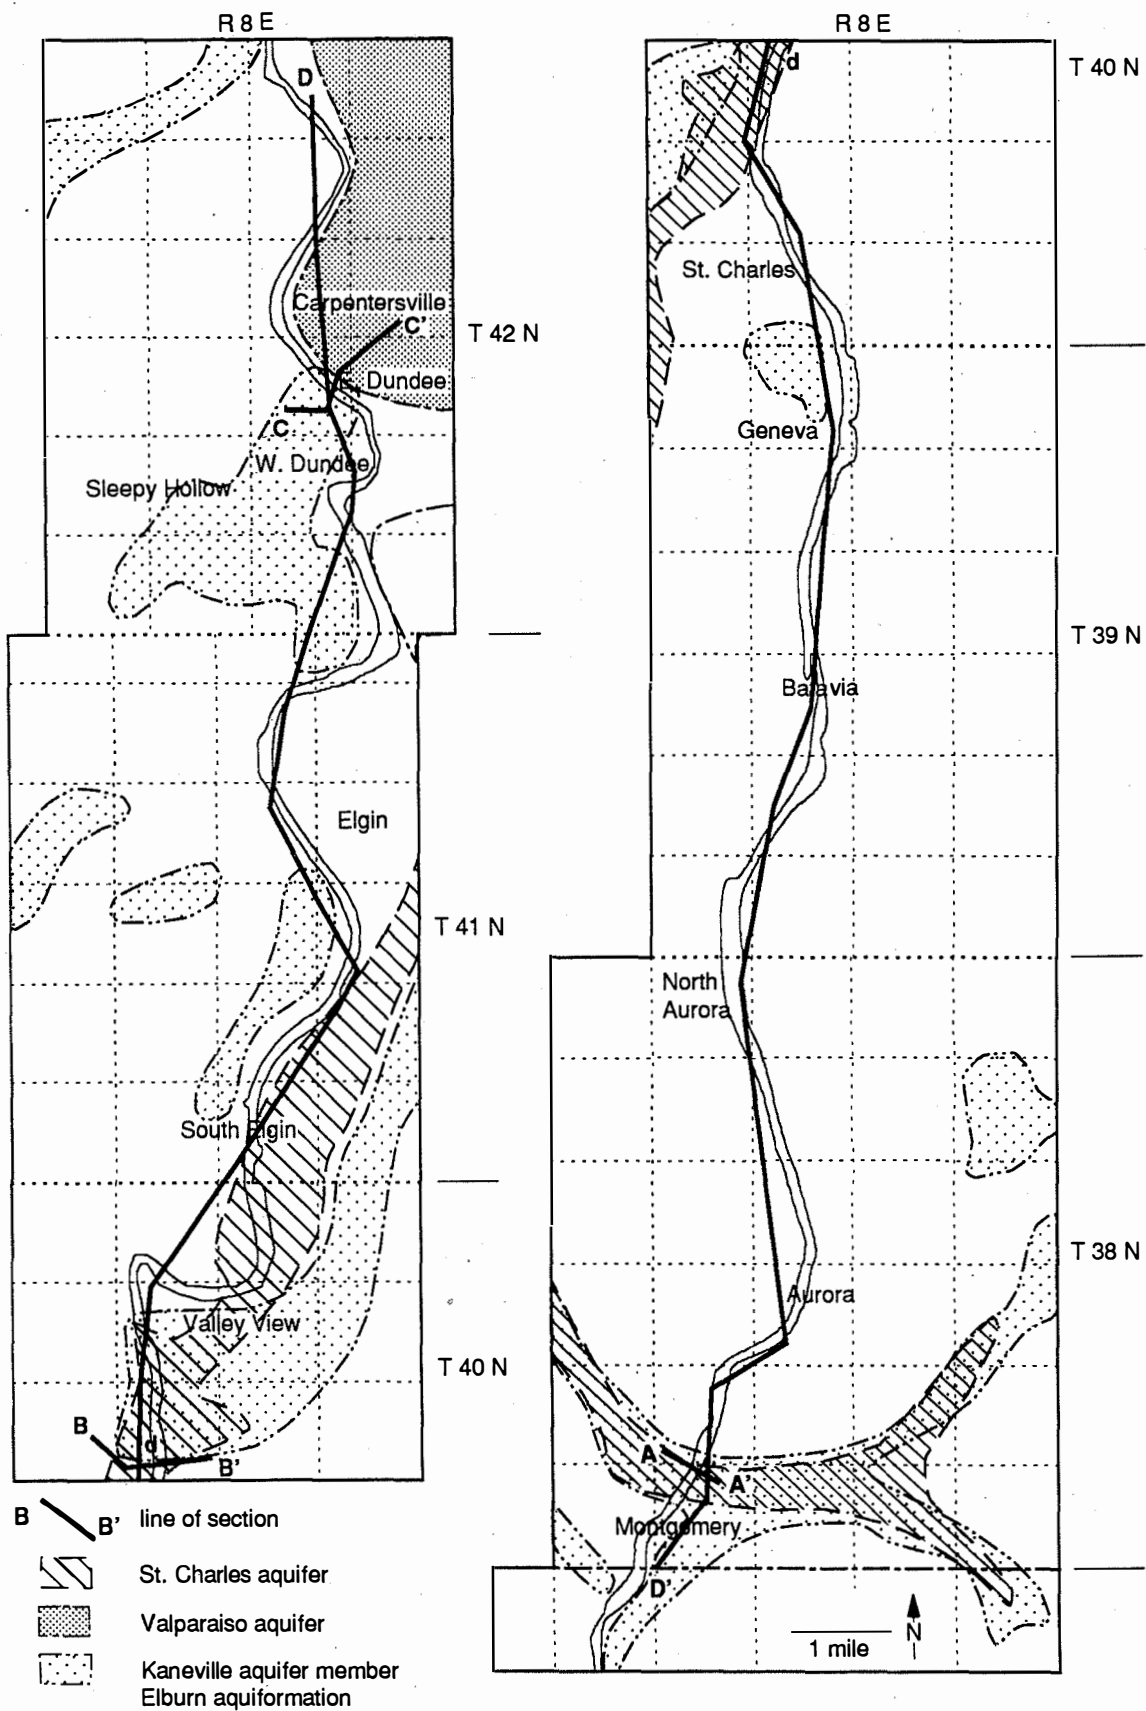 R 8 E
D
Carpentersville
C'
T 42 N
Dundee
C
W. Dundee
Sleepy Hollow
Elgin
T 41 N
South Elgin
Valley View
T 40 N
B
d
B'
B
B'
line of section
St. Charles aquifer
Valparaiso aquifer
Kaneville aquifer member
Elburn aquiformation
R 8 E
T 40 N
d
St. Charles
Geneva
T 39 N
Batavia
North
Aurora
T 38 N
Aurora
A
A'
Montgomery
D'
N
1 mile